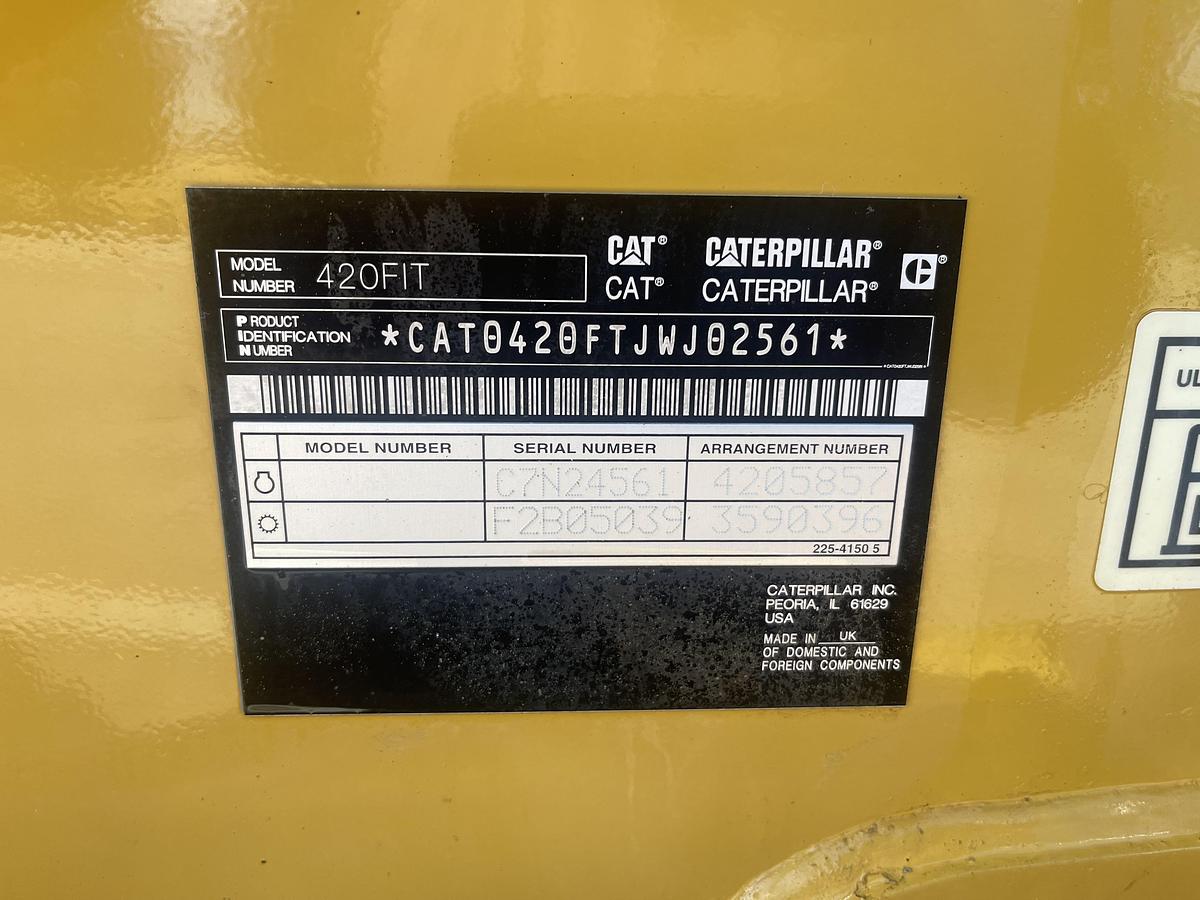 MODEL
NUMBER 420FIT
CAT® CATERPILLAR®
CAT® CATERPILLAR®
C®
PRODUCT
IDENTIFICATION
NUMBER
*CAT0420FTJWJ02561*
MODEL NUMBER SERIAL NUMBER ARRANGEMENT NUMBER
C7N24561 4205857
F2B05039 3590396
225-4150 5
CATERPILLAR INC.
PEORIA, IL 61629
USA
MADE IN UK
OF DOMESTIC AND
FOREIGN COMPONENTS
UL